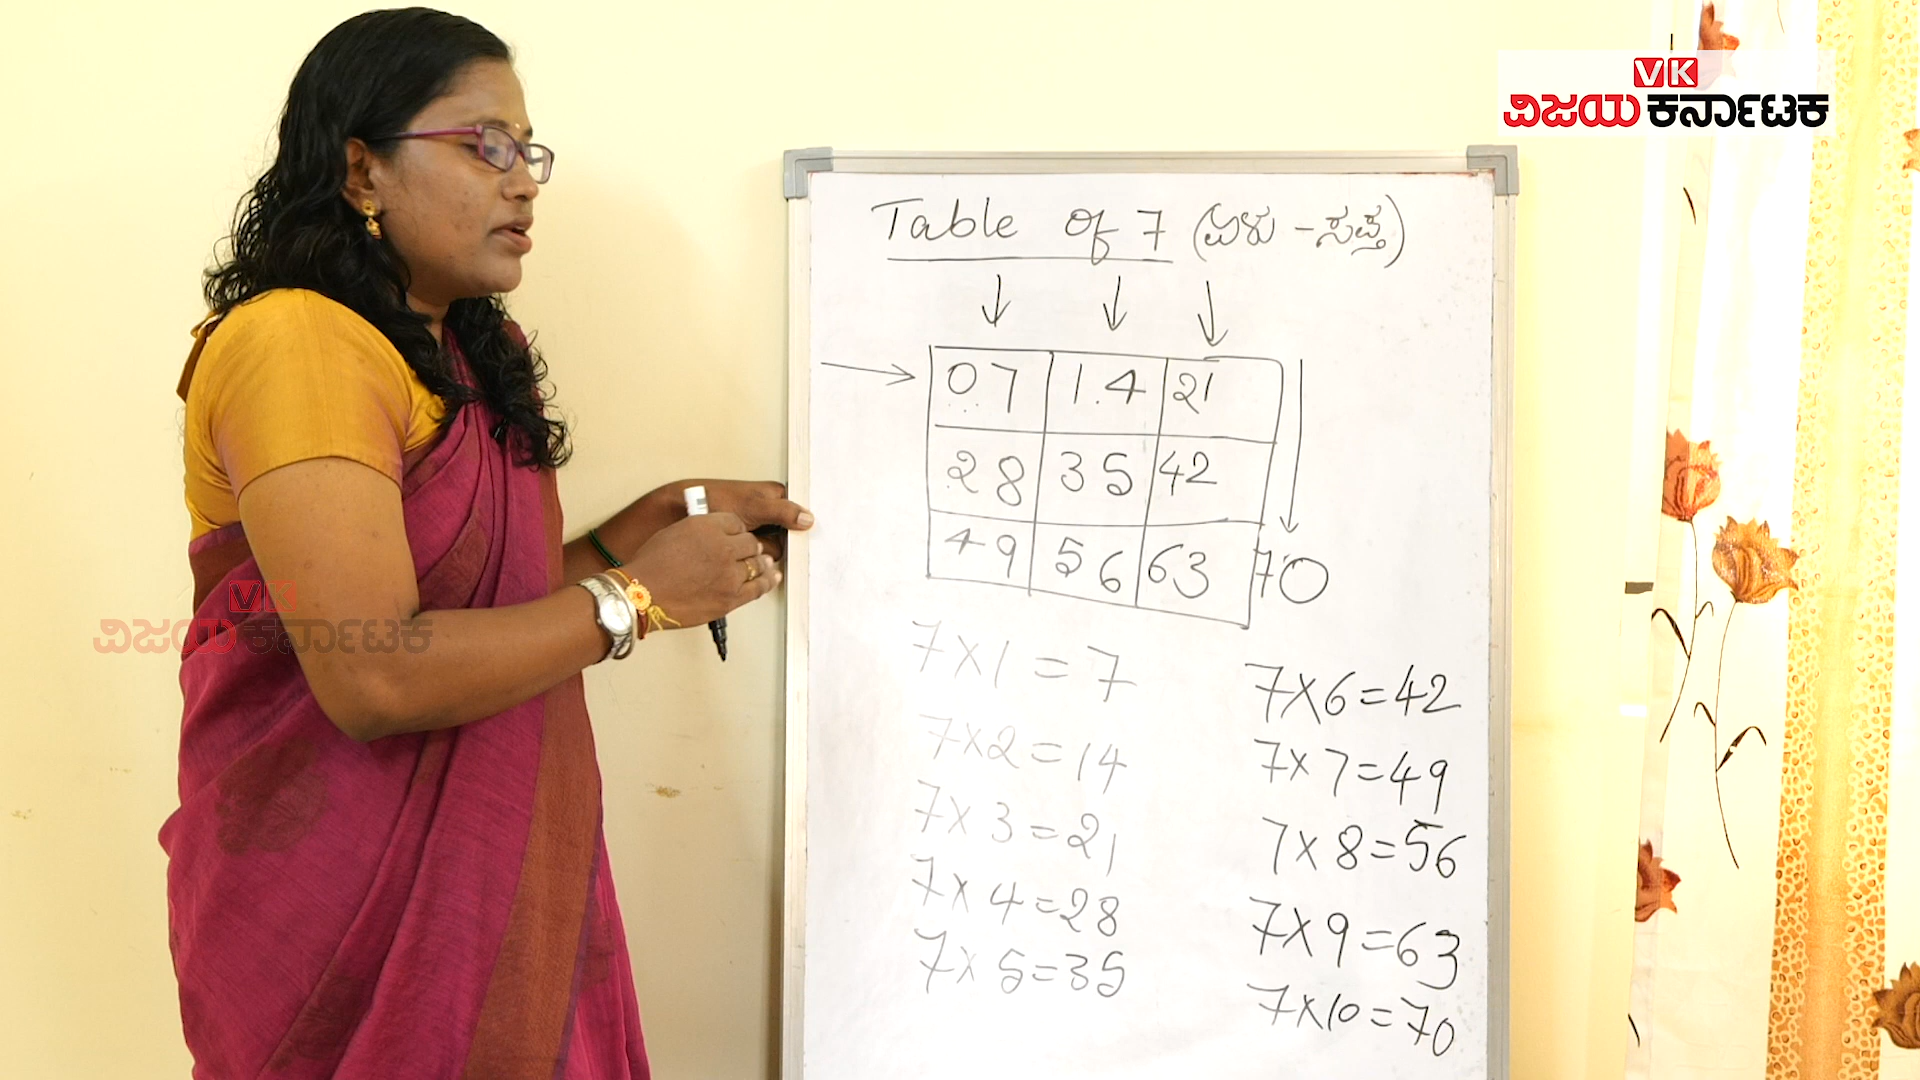 VK
ವಿಜಯ ಕರ್ನಾಟಕ
Table of 7 (ಏಳು - ಸಪ್ತ)
07 14 21
28 35 42
49 56 63 70
7x1=7
7x2=14
7x3=21
7x4=28
7x5=35
7x6=42
7x7=49
7x8=56
7x9=63
7x10=70
VK
ವಿಜಯ ಕರ್ನಾಟಕ